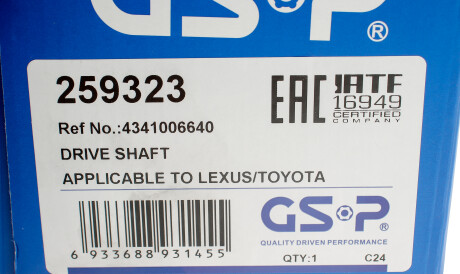 GSP®
259323
EAC
IATF
16949
CERTIFIED
COMPANY
Ref No.:4341006640
DRIVE SHAFT
APPLICABLE TO LEXUS/TOYOTA
6 933688 931455
GSP
QUALITY DRIVEN PERFORMANCE
QTY:1 C24